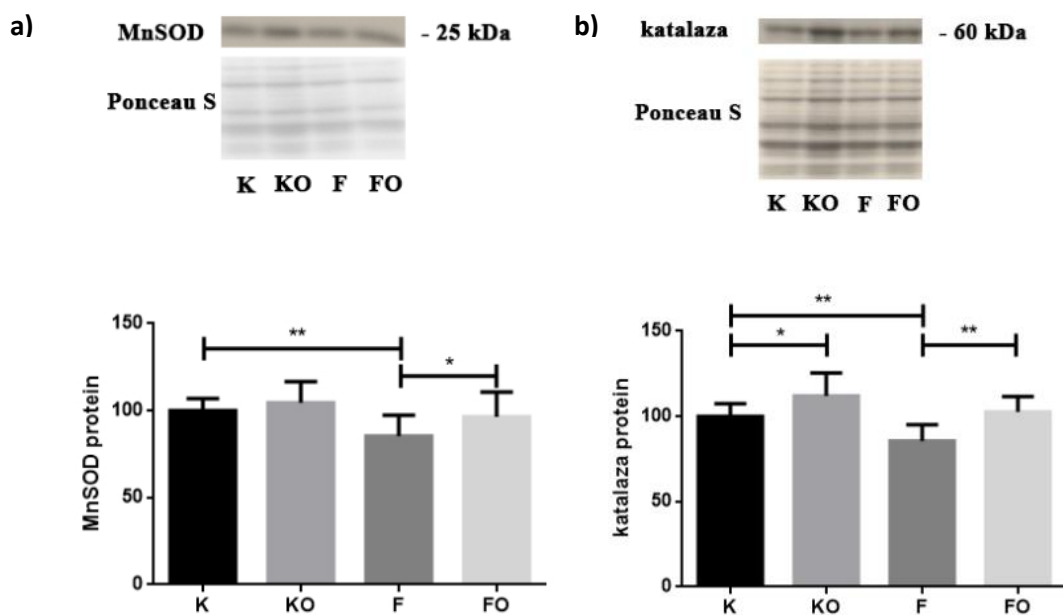 a)
MnSOD
- 25 kDa
Ponceau S
K KO F FO
b)
katalaza
- 60 kDa
Ponceau S
K KO F FO
MnSOD protein
150
100
50
0
**
*
K KO F FO
katalaza protein
150
100
50
0
**
*
**
K KO F FO